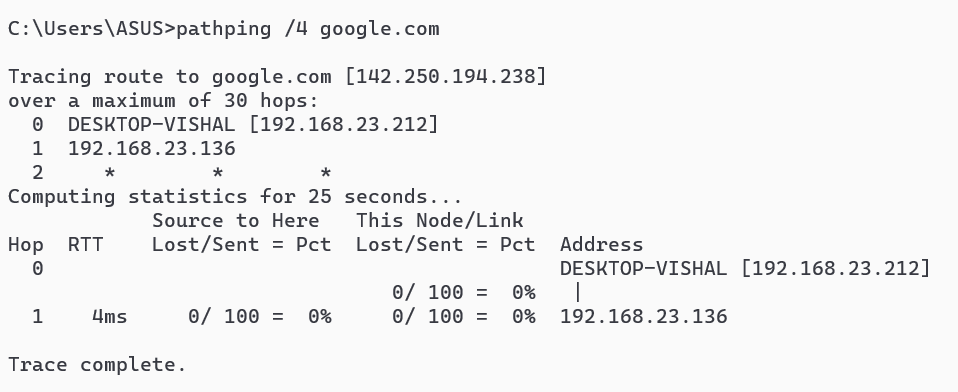 C:\Users\ASUS>pathping /4 google.com
Tracing route to google.com [142.250.194.238]
over a maximum of 30 hops:
  0  DESKTOP-VISHAL [192.168.23.212]
  1  192.168.23.136
  2     *        *        *
Computing statistics for 25 seconds...
            Source to Here   This Node/Link
Hop  RTT    Lost/Sent = Pct  Lost/Sent = Pct  Address
  0                                           DESKTOP-VISHAL [192.168.23.212]
                                0/ 100 =  0%   |
  1    4ms     0/ 100 =  0%     0/ 100 =  0%  192.168.23.136
Trace complete.